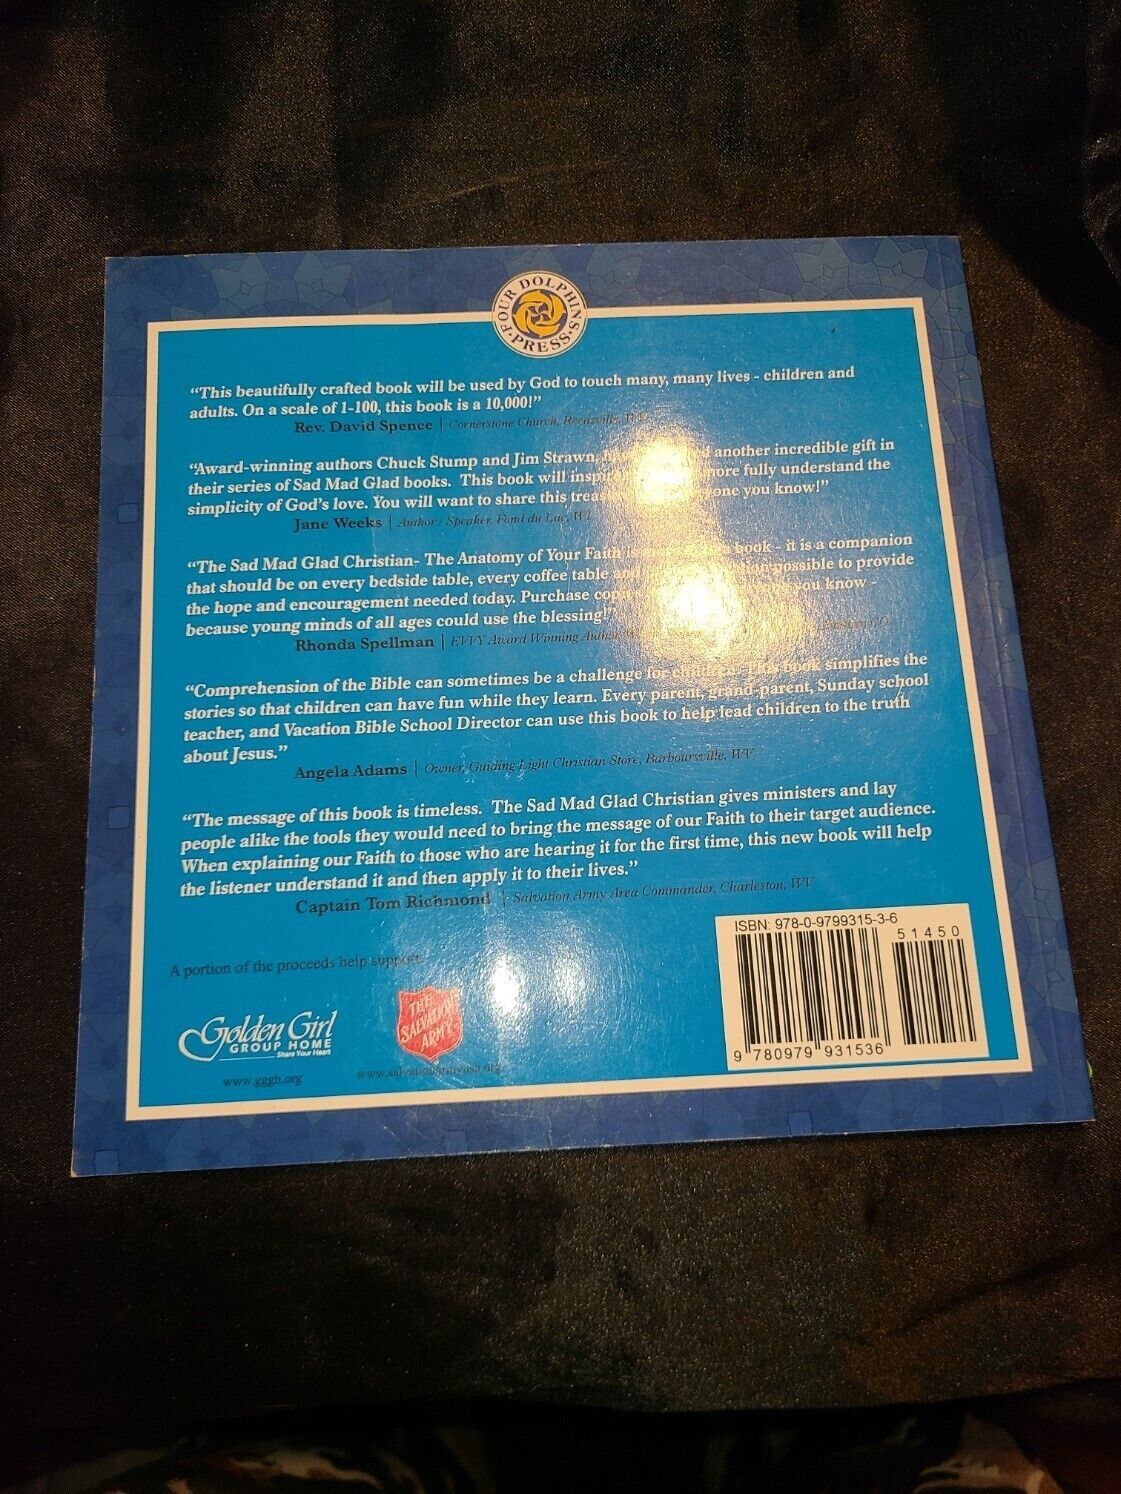 FOUR DOLPHINS
PRESS
“This beautifully crafted book will be used by God to touch many, many lives - children and
adults. On a scale of 1-100, this book is a 10,000!”
Rev. David Spence | Cornerstone Church, Reedsville,
“Award-winning authors Chuck Stump and Jim Strawn, another incredible gift in
their series of Sad Mad Glad books. This book will more fully understand the
simplicity of God's love. You will want to share this you know!”
Jane Weeks | Author / Speaker, Fond du Lac, WI
“The Sad Mad Glad Christian- The Anatomy of Your Faith book - it is a companion
that should be on every bedside table, every coffee table and possible to provide
the hope and encouragement needed today. Purchase you know -
because young minds of all ages could use the blessing!”
Rhonda Spellman | EVVY Award Winning Author,
“Comprehension of the Bible can sometimes be a challenge for book simplifies the
stories so that children can have fun while they learn. Every parent, grand-parent, Sunday school
teacher, and Vacation Bible School Director can use this book to help lead children to the truth
about Jesus.”
Angela Adams | Owner, Guiding Light Christian Store, Barboursville, WV
“The message of this book is timeless. The Sad Mad Glad Christian gives ministers and lay
people alike the tools they would need to bring the message of our Faith to their target audience.
When explaining our Faith to those who are hearing it for the first time, this new book will help
the listener understand it and then apply it to their lives.”
Captain Tom Richmond | Salvation Army Area Commander, Charleston, WV
A portion of the proceeds help support:
Golden Girl
GROUP HOME
Share Your Heart
www.gggh.org
THE
SALVATION
ARMY
www.salvationarmyusa.org
ISBN: 978-0-9799315-3-6
51450
9 780979 931536